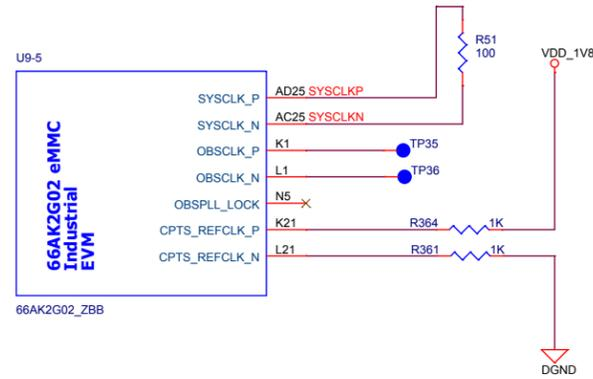 U9-5
R51
100
VDD_1V8
SYSCLK_P AD25 SYSCLKP
SYSCLK_N AC25 SYSCLKN
OBSCLK_P K1 TP35
OBSCLK_N L1 TP36
OBSPLL_LOCK N5
CPTS_REFCLK_P K21 R364 1K
CPTS_REFCLK_N L21 R361 1K
66AK2G02 eMMC
Industrial
EVM
66AK2G02_ZBB
DGND